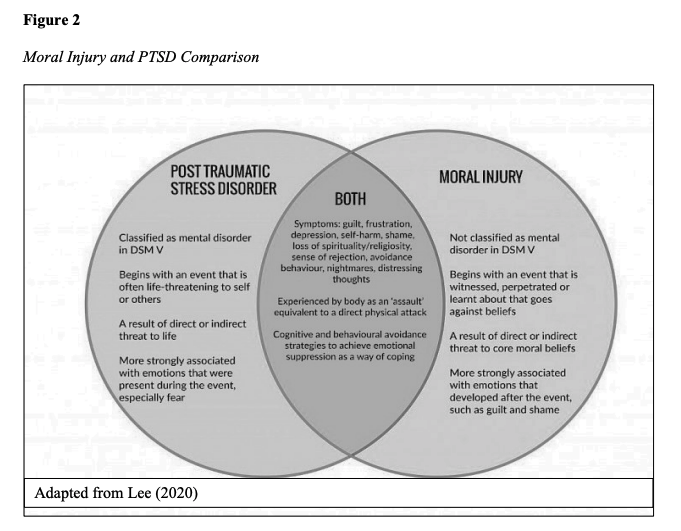 Figure 2
Moral Injury and PTSD Comparison
POST TRAUMATIC
STRESS DISORDER
Classified as mental disorder
in DSM V
Begins with an event that is
often life-threatening to self
or others
A result of direct or indirect
threat to life
More strongly associated
with emotions that were
present during the event,
especially fear
BOTH
Symptoms: guilt, frustration,
depression, self-harm, shame,
loss of spirituality/religiosity,
sense of rejection, avoidance
behaviour, nightmares, distressing
thoughts
Experienced by body as an 'assault'
equivalent to a direct physical attack
Cognitive and behavioural avoidance
strategies to achieve emotional
suppression as a way of coping
MORAL INJURY
Not classified as mental
disorder in DSM V
Begins with an event that is
witnessed, perpetrated or
learnt about that goes
against beliefs
A result of direct or indirect
threat to core moral beliefs
More strongly associated
with emotions that
developed after the event,
such as guilt and shame
Adapted from Lee (2020)